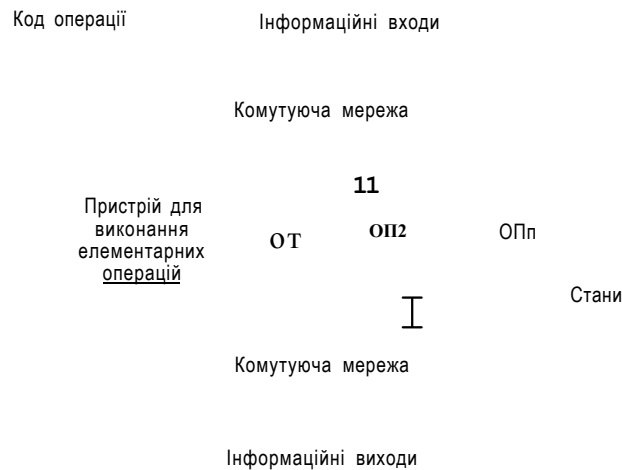 Код операції
Інформаційні входи
Комутуюча мережа
11
Пристрій для
виконання
елементарних
операцій
от
ОП2
ОПп
Стани
Комутуюча мережа
Інформаційні виходи